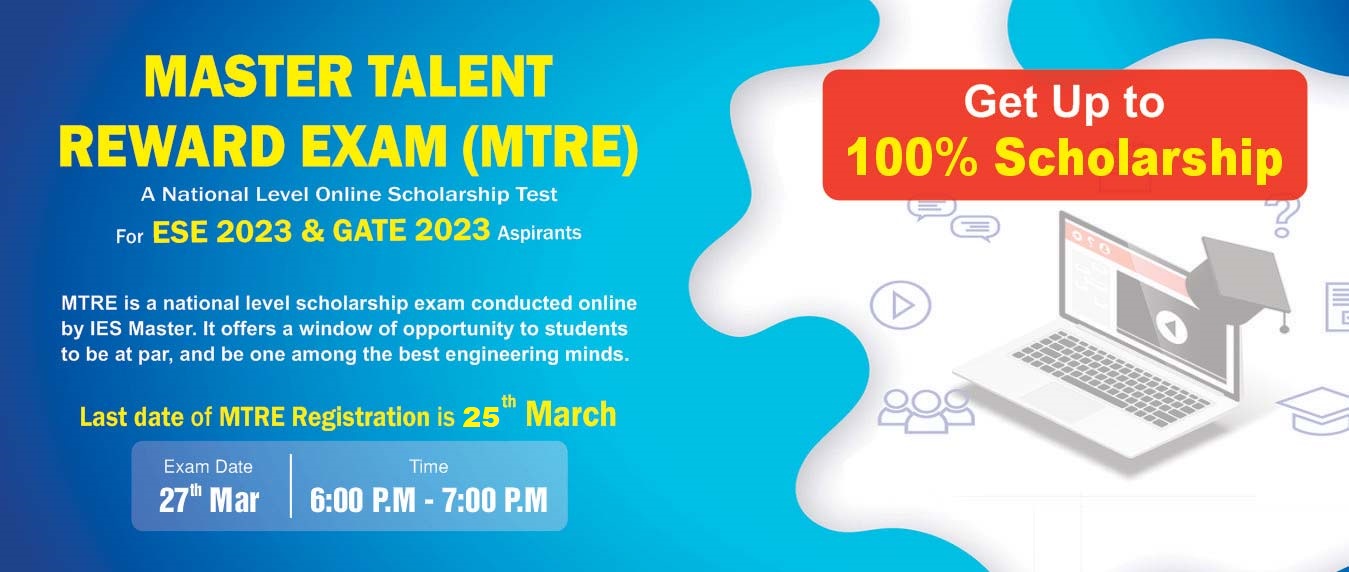 MASTER TALENT
REWARD EXAM (MTRE)
A National Level Online Scholarship Test
For ESE 2023 & GATE 2023 Aspirants
MTRE is a national level scholarship exam conducted online
by IES Master. It offers a window of opportunity to students
to be at par, and be one among the best engineering minds.
Last date of MTRE Registration is 25th March
Exam Date
27th Mar
Time
6:00 P.M - 7:00 P.M
Get Up to
100% Scholarship